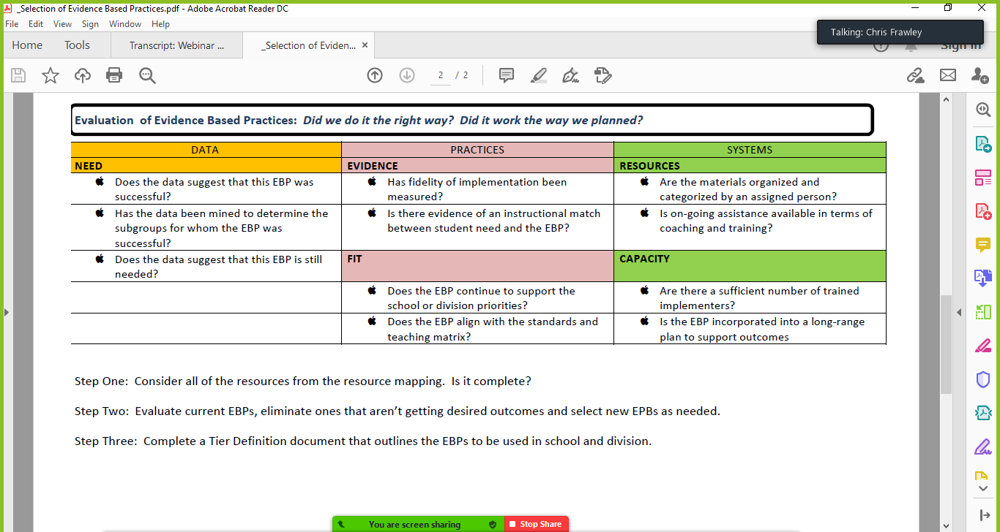 _Selection of Evidence Based Practices.pdf - Adobe Acrobat Reader DC
File Edit View Sign Window Help
Talking: Chris Frawley
Home Tools Transcript: Webinar ... _Selection of Eviden... ×
Sign In
2 / 2
Evaluation of Evidence Based Practices: Did we do it the right way? Did it work the way we planned?
DATA PRACTICES SYSTEMS
NEED EVIDENCE RESOURCES
Does the data suggest that this EBP was
successful?
Has fidelity of implementation been
measured?
Are the materials organized and
categorized by an assigned person?
Has the data been mined to determine the
subgroups for whom the EBP was
successful?
Is there evidence of an instructional match
between student need and the EBP?
Is on-going assistance available in terms of
coaching and training?
Does the data suggest that this EBP is still
needed?
FIT CAPACITY
Does the EBP continue to support the
school or division priorities?
Are there a sufficient number of trained
implementers?
Does the EBP align with the standards and
teaching matrix?
Is the EBP incorporated into a long-range
plan to support outcomes
Step One: Consider all of the resources from the resource mapping. Is it complete?
Step Two: Evaluate current EBPs, eliminate ones that aren’t getting desired outcomes and select new EPBs as needed.
Step Three: Complete a Tier Definition document that outlines the EBPs to be used in school and division.
You are screen sharing Stop Share